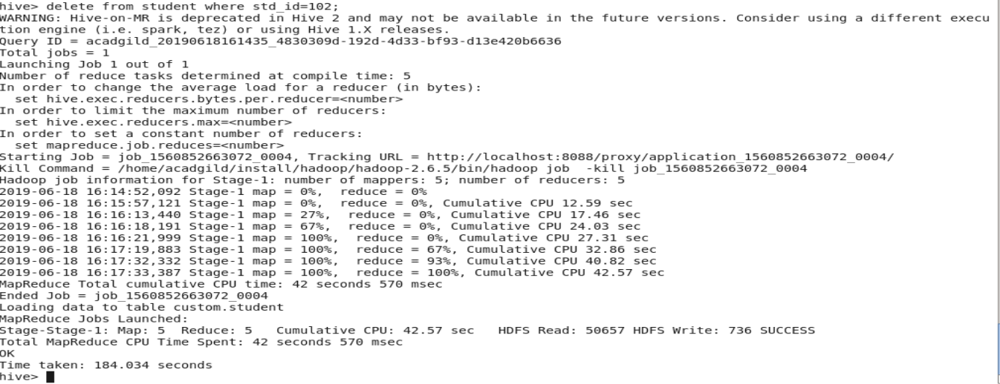 hive> delete from student where std_id=102;
WARNING: Hive-on-MR is deprecated in Hive 2 and may not be available in the future versions. Consider using a different execu
tion engine (i.e. spark, tez) or using Hive 1.X releases.
Query ID = acadgild_20190618161435_4830309d-192d-4d33-bf93-d13e420b6636
Total jobs = 1
Launching Job 1 out of 1
Number of reduce tasks determined at compile time: 5
In order to change the average load for a reducer (in bytes):
  set hive.exec.reducers.bytes.per.reducer=<number>
In order to limit the maximum number of reducers:
  set hive.exec.reducers.max=<number>
In order to set a constant number of reducers:
  set mapreduce.job.reduces=<number>
Starting Job = job_1560852663072_0004, Tracking URL = http://localhost:8088/proxy/application_1560852663072_0004/
Kill Command = /home/acadgild/install/hadoop/hadoop-2.6.5/bin/hadoop job  -kill job_1560852663072_0004
Hadoop job information for Stage-1: number of mappers: 5; number of reducers: 5
2019-06-18 16:14:52,092 Stage-1 map = 0%,  reduce = 0%
2019-06-18 16:15:57,121 Stage-1 map = 0%,  reduce = 0%, Cumulative CPU 12.59 sec
2019-06-18 16:16:13,440 Stage-1 map = 27%,  reduce = 0%, Cumulative CPU 17.46 sec
2019-06-18 16:16:18,191 Stage-1 map = 67%,  reduce = 0%, Cumulative CPU 24.03 sec
2019-06-18 16:16:21,999 Stage-1 map = 100%,  reduce = 0%, Cumulative CPU 27.31 sec
2019-06-18 16:17:19,883 Stage-1 map = 100%,  reduce = 67%, Cumulative CPU 32.86 sec
2019-06-18 16:17:32,332 Stage-1 map = 100%,  reduce = 93%, Cumulative CPU 40.82 sec
2019-06-18 16:17:33,387 Stage-1 map = 100%,  reduce = 100%, Cumulative CPU 42.57 sec
MapReduce Total cumulative CPU time: 42 seconds 570 msec
Ended Job = job_1560852663072_0004
Loading data to table custom.student
MapReduce Jobs Launched:
Stage-Stage-1: Map: 5  Reduce: 5   Cumulative CPU: 42.57 sec   HDFS Read: 50657 HDFS Write: 736 SUCCESS
Total MapReduce CPU Time Spent: 42 seconds 570 msec
OK
Time taken: 184.034 seconds
hive>